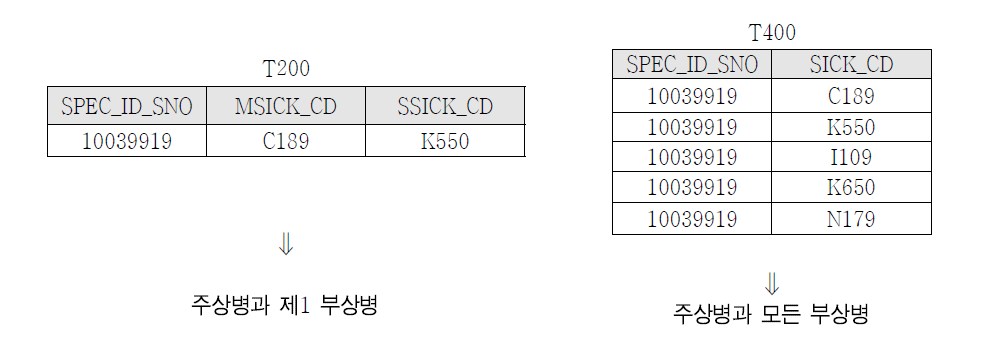 T200
SPEC_ID_SNO MSICK_CD SSICK_CD
10039919 C189 K550
⇓
주상병과 제1 부상병
T400
SPEC_ID_SNO SICK_CD
10039919 C189
10039919 K550
10039919 I109
10039919 K650
10039919 N179
⇓
주상병과 모든 부상병